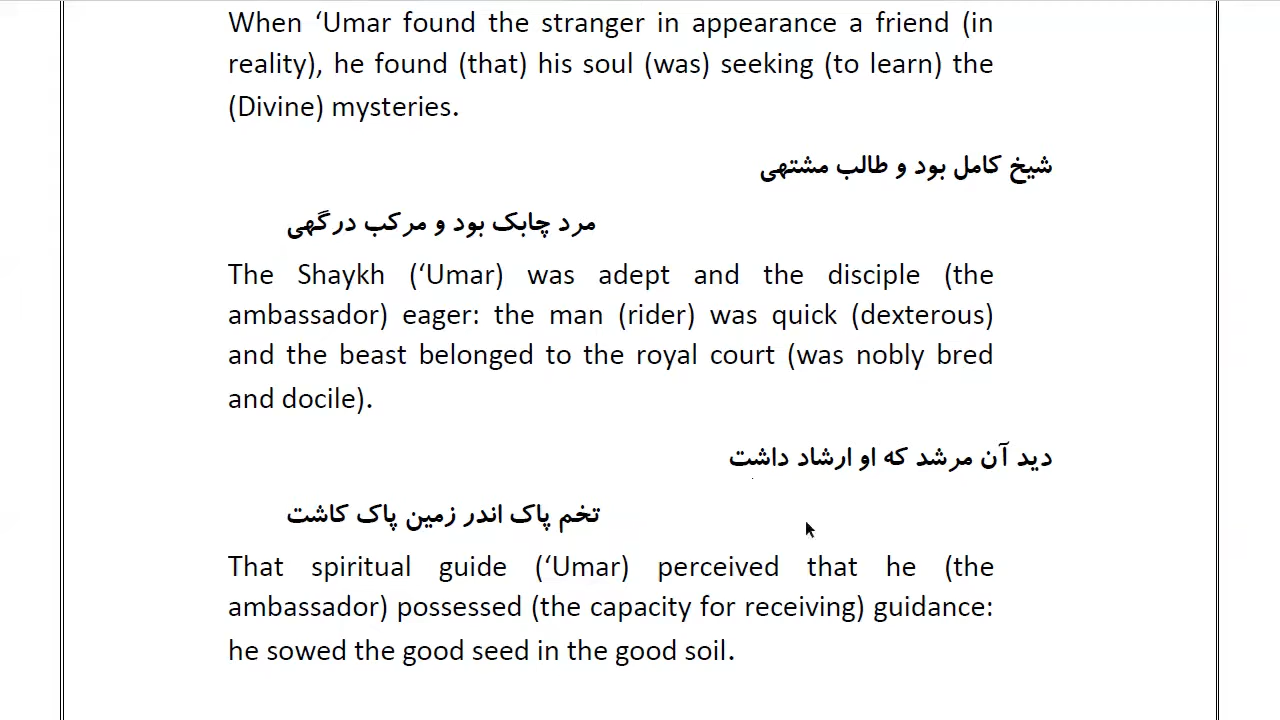 When ‘Umar found the stranger in appearance a friend (in
reality), he found (that) his soul (was) seeking (to learn) the
(Divine) mysteries.
شیخ کامل بود و طالب مشتهی
مرد چابک بود و مرکب درگهی
The Shaykh (‘Umar) was adept and the disciple (the
ambassador) eager: the man (rider) was quick (dexterous)
and the beast belonged to the royal court (was nobly bred
and docile).
دید آن مرشد که او ارشاد داشت
تخم پاک اندر زمین پاک کاشت
That spiritual guide (‘Umar) perceived that he (the
ambassador) possessed (the capacity for receiving) guidance:
he sowed the good seed in the good soil.